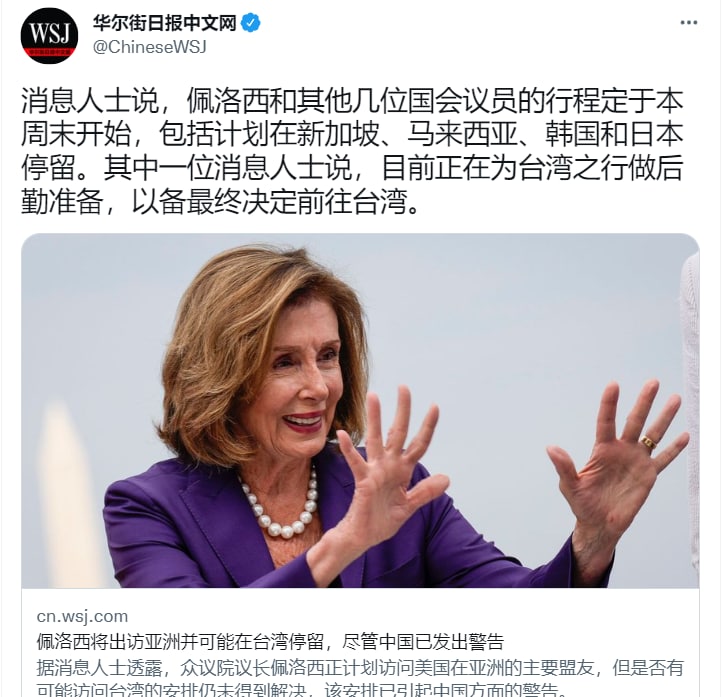 WSJ
华尔街日报中文网
华尔街日报中文网
@ChineseWSJ
消息人士说，佩洛西和其他几位国会议员的行程定于本
周末开始，包括计划在新加坡、马来西亚、韩国和日本
停留。其中一位消息人士说，目前正在为台湾之行做后
勤准备，以备最终决定前往台湾。
cn.wsj.com
佩洛西将出访亚洲并可能在台湾停留，尽管中国已发出警告
据消息人士透露，众议院议长佩洛西正计划访问美国在亚洲的主要盟友，但是否有
可能访问台湾的安排仍未得到解决，该安排已引起中国方面的警告。